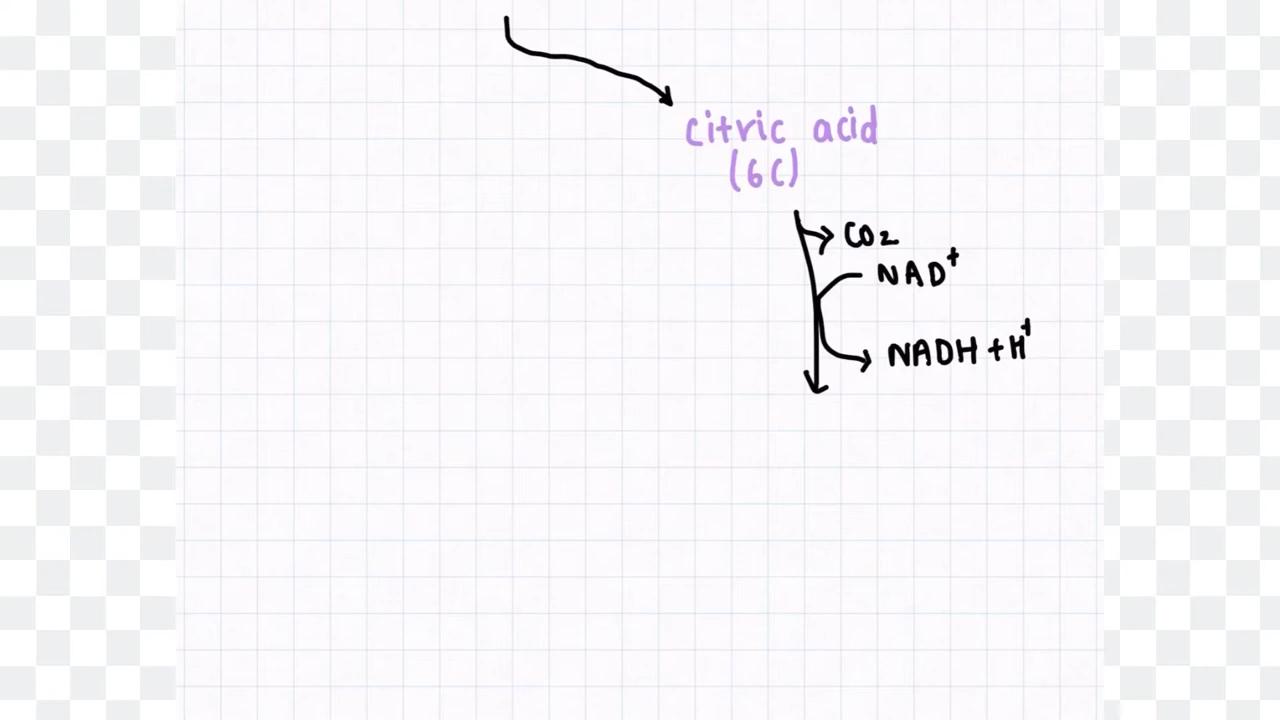 citric acid
(6C)
CO₂
NAD⁺
NADH + H⁺